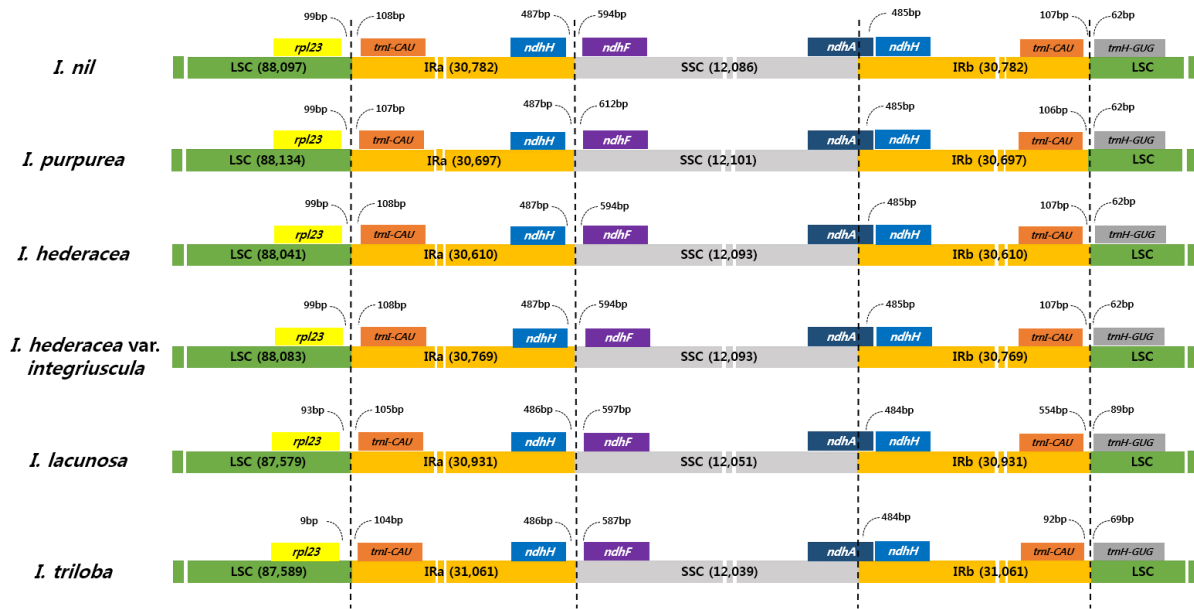 99bp 108bp 487bp 594bp 485bp 107bp 62bp
rpl23 trnI-CAU ndhH ndhF ndhA ndhH trnI-CAU trnH-GUG
I. nil LSC (88,097) IRa (30,782) SSC (12,086) IRb (30,782) LSC
99bp 107bp 487bp 612bp 485bp 106bp 62bp
rpl23 trnI-CAU ndhH ndhF ndhA ndhH trnI-CAU trnH-GUG
I. purpurea LSC (88,134) IRa (30,697) SSC (12,101) IRb (30,697) LSC
99bp 108bp 487bp 594bp 485bp 107bp 62bp
rpl23 trnI-CAU ndhH ndhF ndhA ndhH trnI-CAU trnH-GUG
I. hederacea LSC (88,041) IRa (30,610) SSC (12,093) IRb (30,610) LSC
99bp 108bp 487bp 594bp 485bp 107bp 62bp
rpl23 trnI-CAU ndhH ndhF ndhA ndhH trnI-CAU trnH-GUG
I. hederacea var.
integriuscula LSC (88,083) IRa (30,769) SSC (12,093) IRb (30,769) LSC
93bp 105bp 486bp 597bp 484bp 554bp 89bp
rpl23 trnI-CAU ndhH ndhF ndhA ndhH trnI-CAU trnH-GUG
I. lacunosa LSC (87,579) IRa (30,931) SSC (12,051) IRb (30,931) LSC
9bp 104bp 486bp 587bp 484bp 92bp 69bp
rpl23 trnI-CAU ndhH ndhF ndhA ndhH trnI-CAU trnH-GUG
I. triloba LSC (87,589) IRa (31,061) SSC (12,039) IRb (31,061) LSC